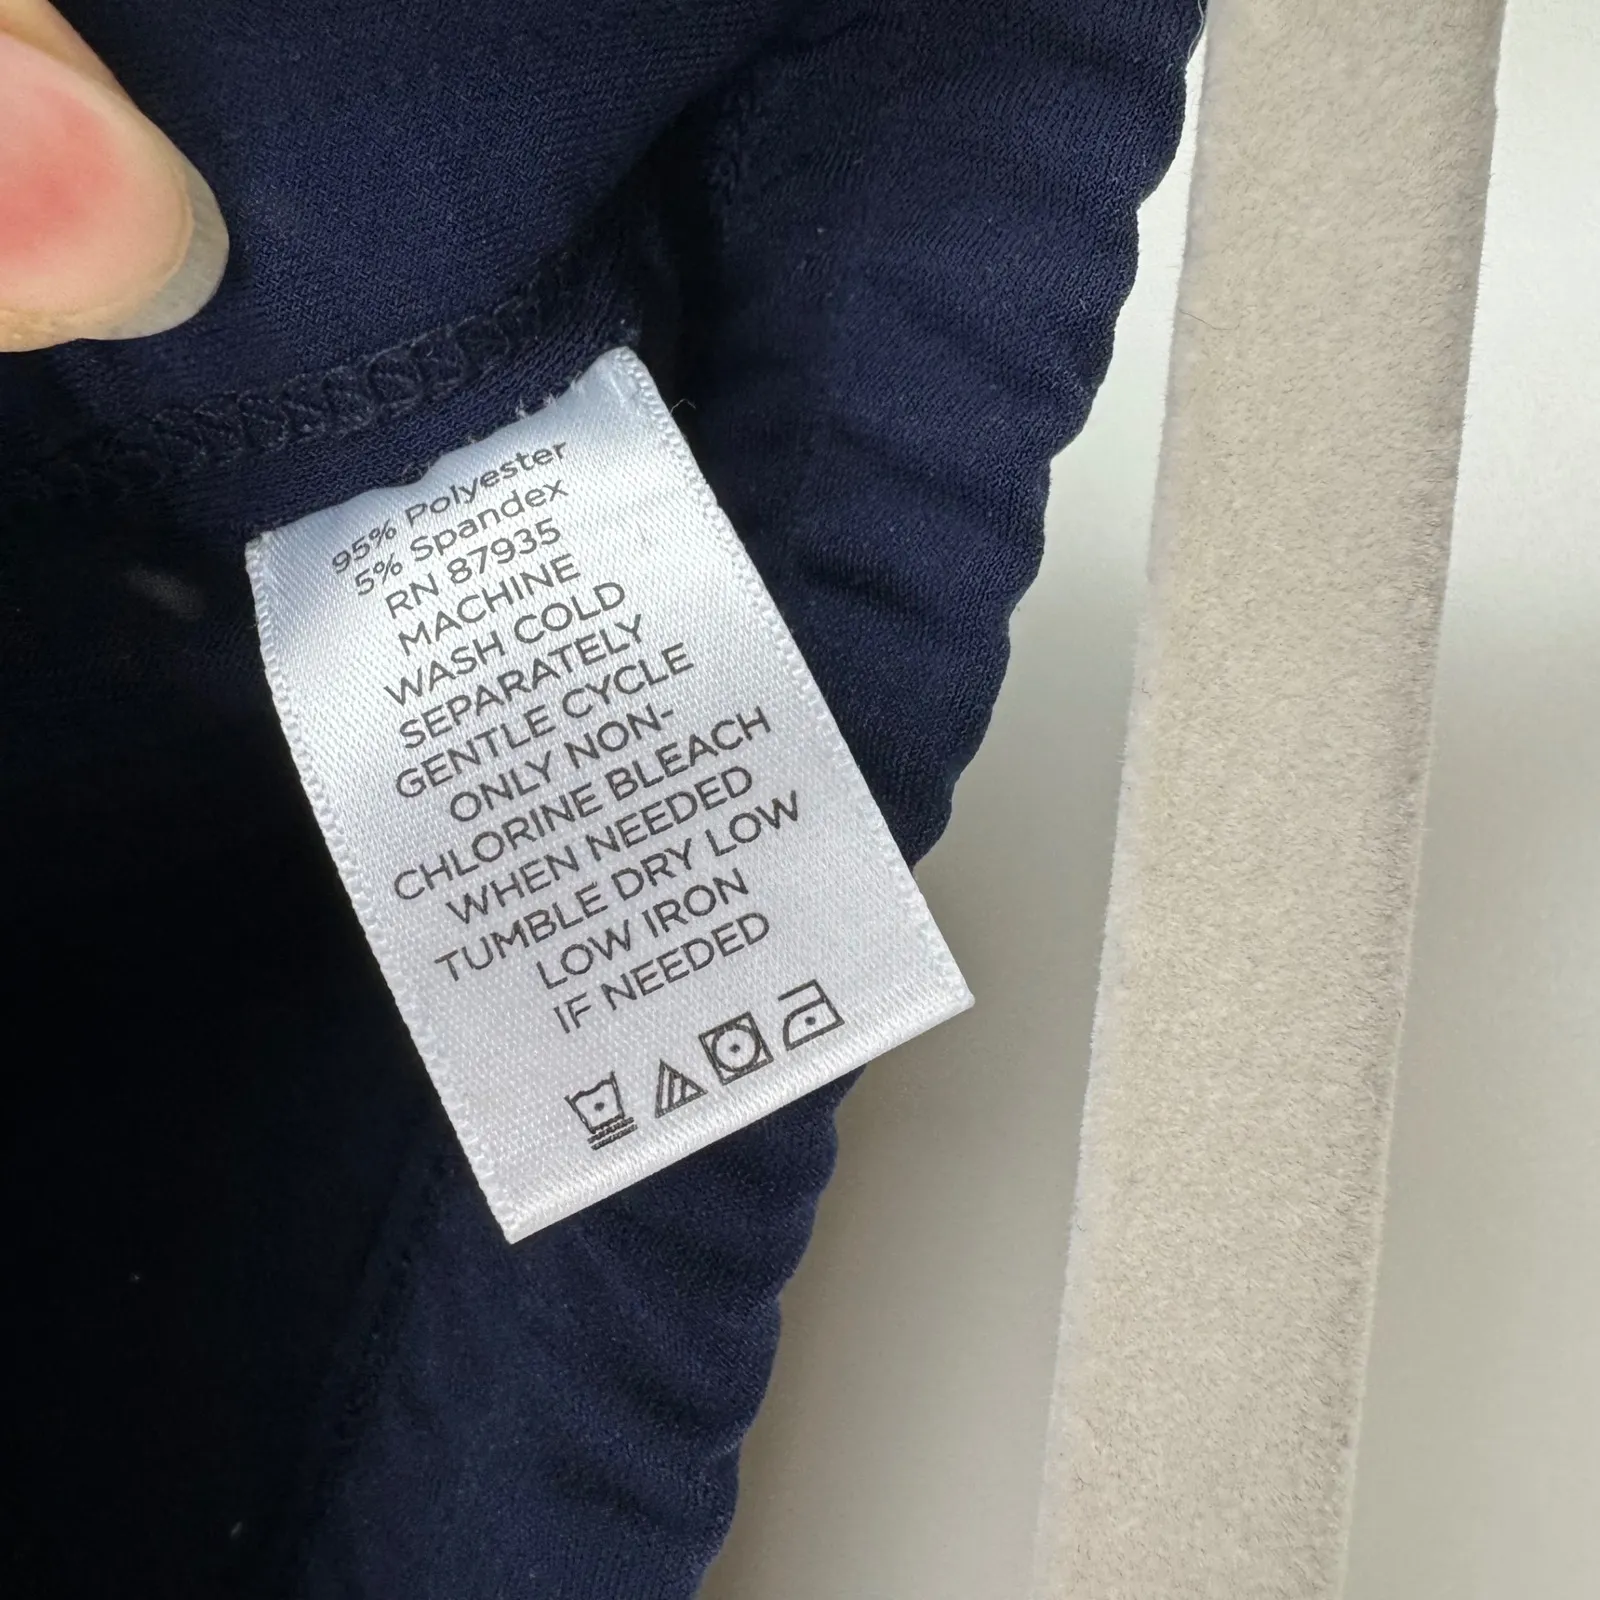 95% Polyester
5% Spandex
RN 87935
MACHINE
WASH COLD
SEPARATELY
GENTLE CYCLE
ONLY NON-
CHLORINE BLEACH
WHEN NEEDED
TUMBLE DRY LOW
LOW IRON
IF NEEDED